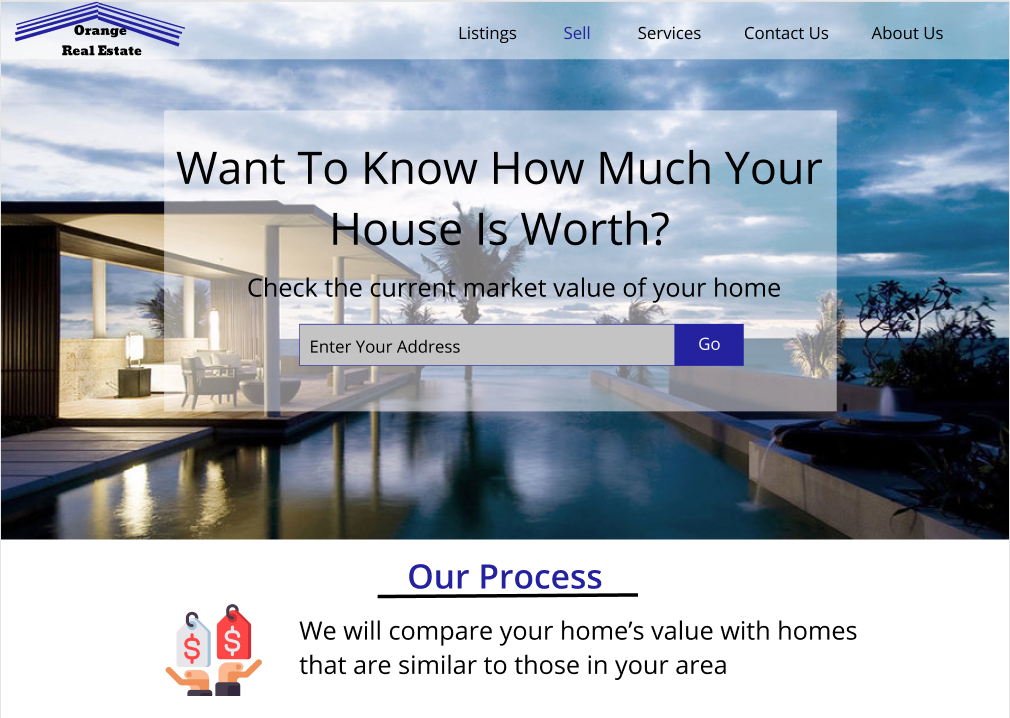 Orange
Real Estate
Listings Sell Services Contact Us About Us
Want To Know How Much Your
House Is Worth?
Check the current market value of your home
Enter Your Address Go
Our Process
$ $
We will compare your home’s value with homes
that are similar to those in your area